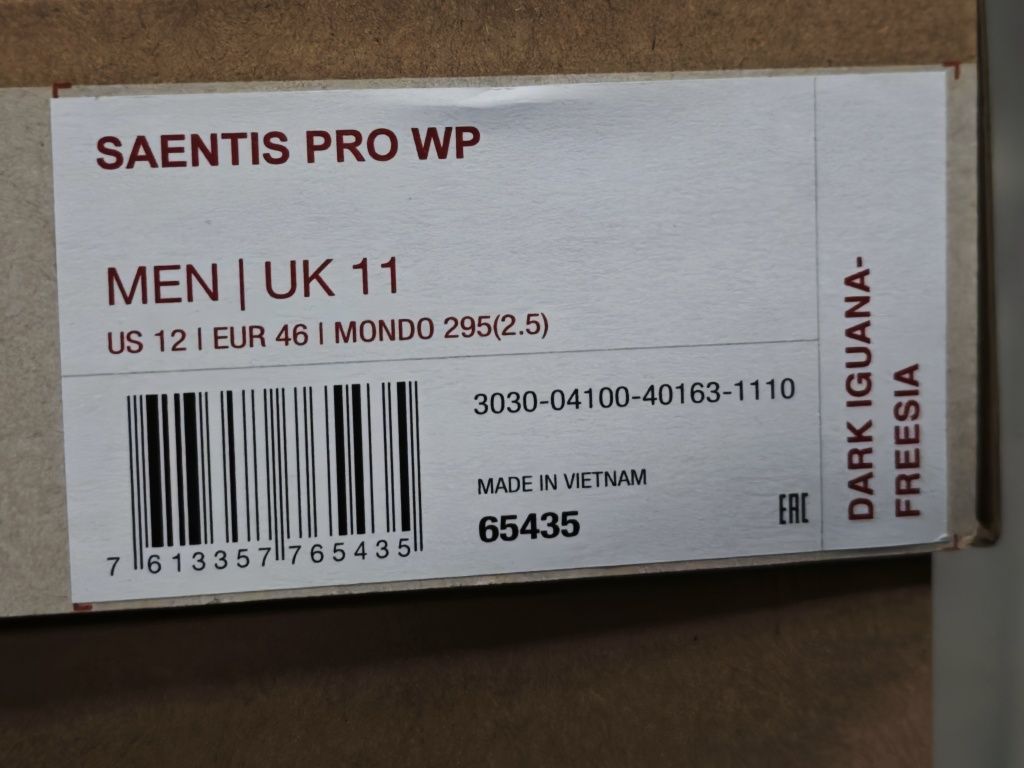 SAENTIS PRO WP
MEN | UK 11
US 12 | EUR 46 | MONDO 295(2.5)
7 613357 765435
3030-04100-40163-1110
MADE IN VIETNAM
65435
EAC
DARK IGUANA-
FREESIA